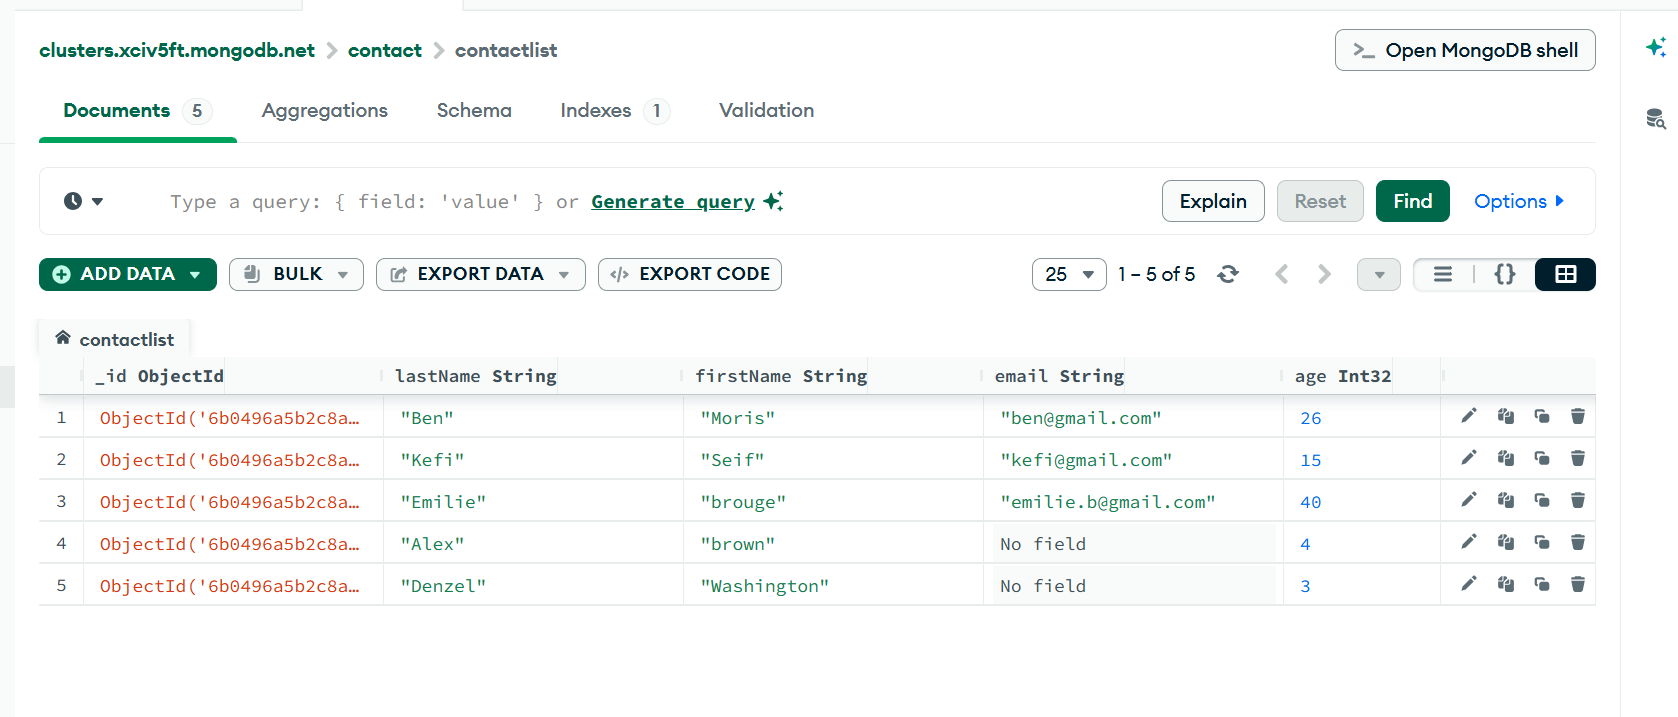 clusters.xciv5ft.mongodb.net > contact > contactlist
>_ Open MongoDB shell
Documents 5 Aggregations Schema Indexes 1 Validation
Type a query: { field: 'value' } or Generate query
Explain Reset Find Options
ADD DATA BULK EXPORT DATA </> EXPORT CODE 25 1 – 5 of 5 {}
contactlist
_id ObjectId lastName String firstName String email String age Int32
1 ObjectId('6b0496a5b2c8a… "Ben" "Moris" "ben@gmail.com" 26
2 ObjectId('6b0496a5b2c8a… "Kefi" "Seif" "kefi@gmail.com" 15
3 ObjectId('6b0496a5b2c8a… "Emilie" "brouge" "emilie.b@gmail.com" 40
4 ObjectId('6b0496a5b2c8a… "Alex" "brown" No field 4
5 ObjectId('6b0496a5b2c8a… "Denzel" "Washington" No field 3